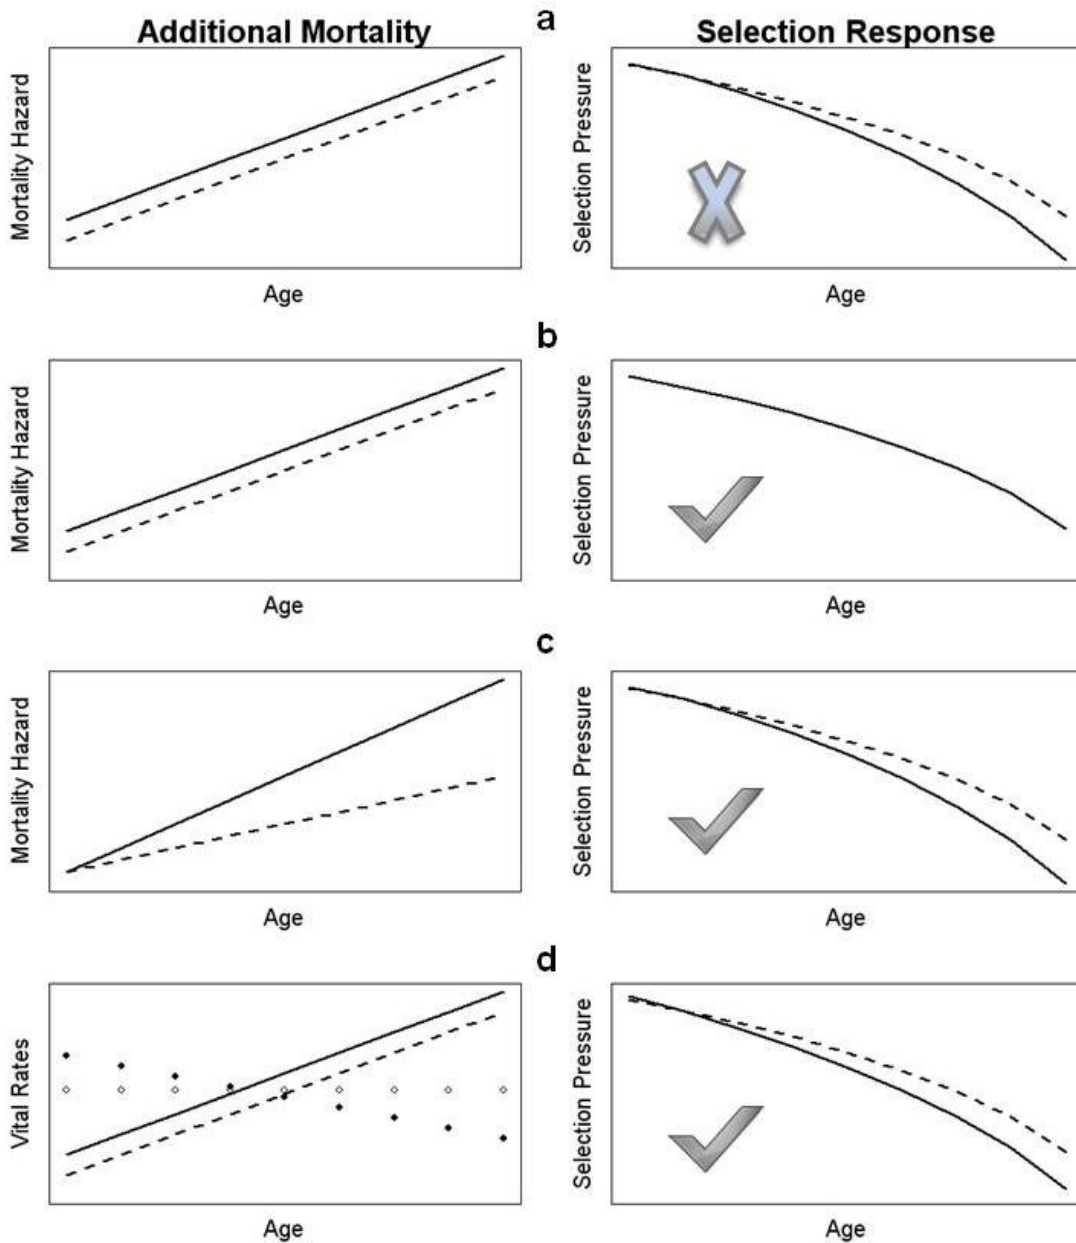 a
Additional Mortality
Selection Response
Mortality Hazard
Age
Selection Pressure
Age
b
Mortality Hazard
Age
Selection Pressure
Age
c
Mortality Hazard
Age
Selection Pressure
Age
d
Vital Rates
Age
Selection Pressure
Age